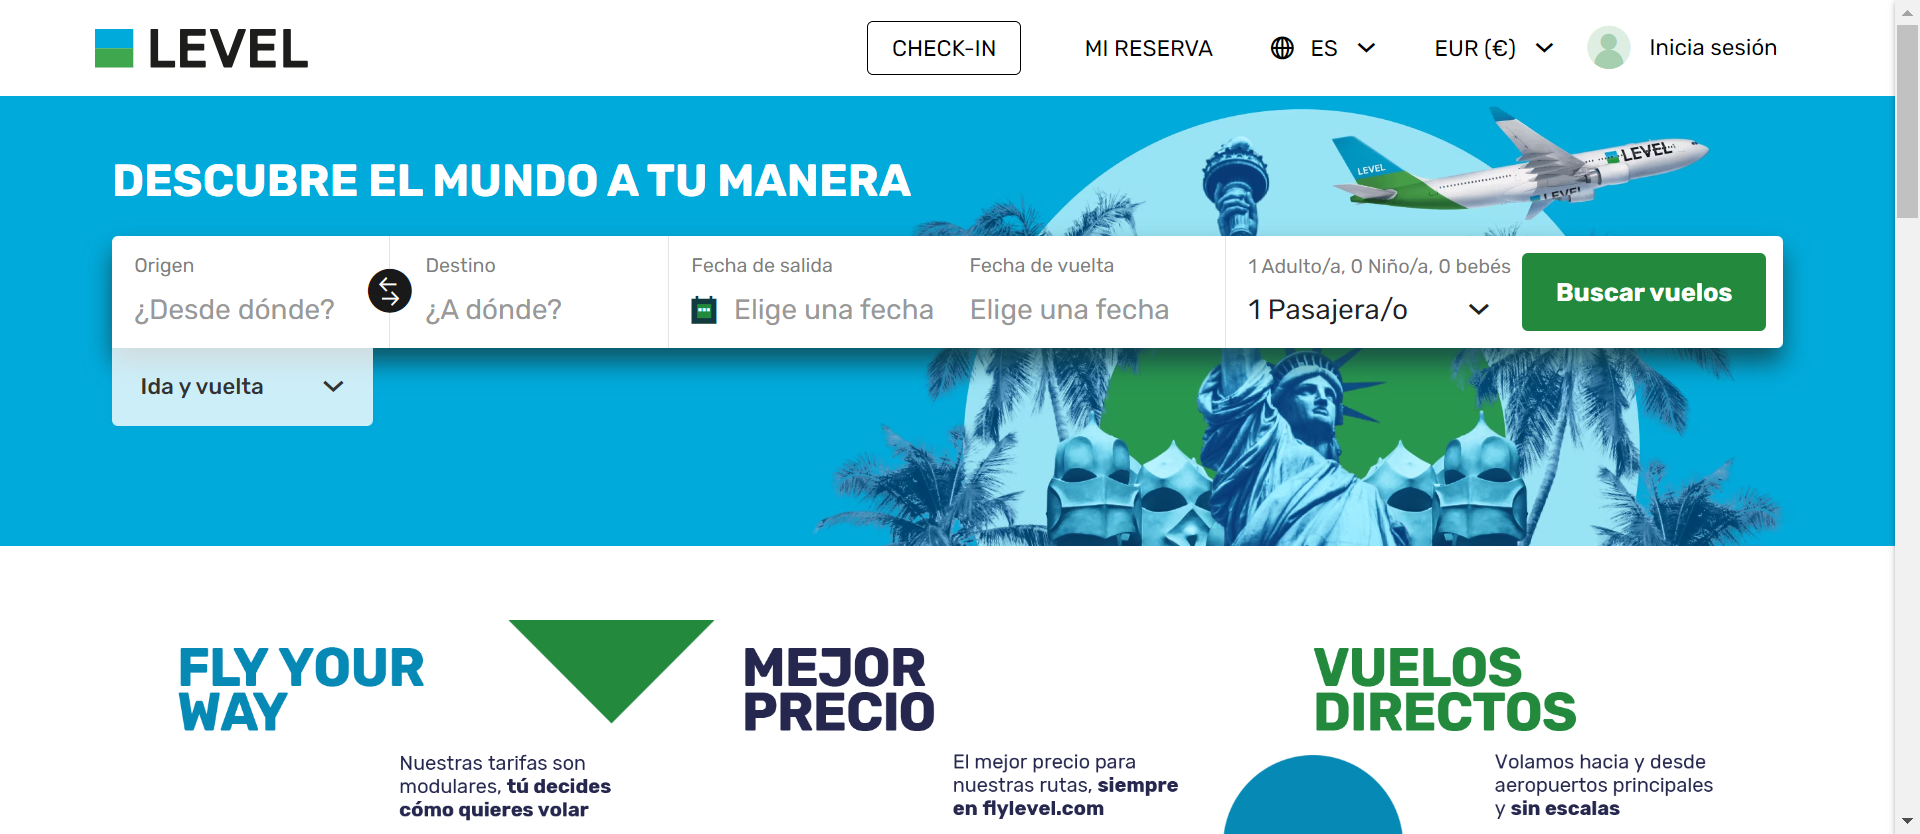 LEVEL
CHECK-IN
MI RESERVA
ES
EUR (€)
Inicia sesión
DESCUBRE EL MUNDO A TU MANERA
LEVEL
LEVEL
LEVEL
Origen
¿Desde dónde?
Destino
¿A dónde?
Fecha de salida
Elige una fecha
Fecha de vuelta
Elige una fecha
1 Adulto/a, 0 Niño/a, 0 bebés
1 Pasajera/o
Buscar vuelos
Ida y vuelta
FLY YOUR
WAY
Nuestras tarifas son
modulares, tú decides
cómo quieres volar
MEJOR
PRECIO
El mejor precio para
nuestras rutas, siempre
en flylevel.com
VUELOS
DIRECTOS
Volamos hacia y desde
aeropuertos principales
y sin escalas